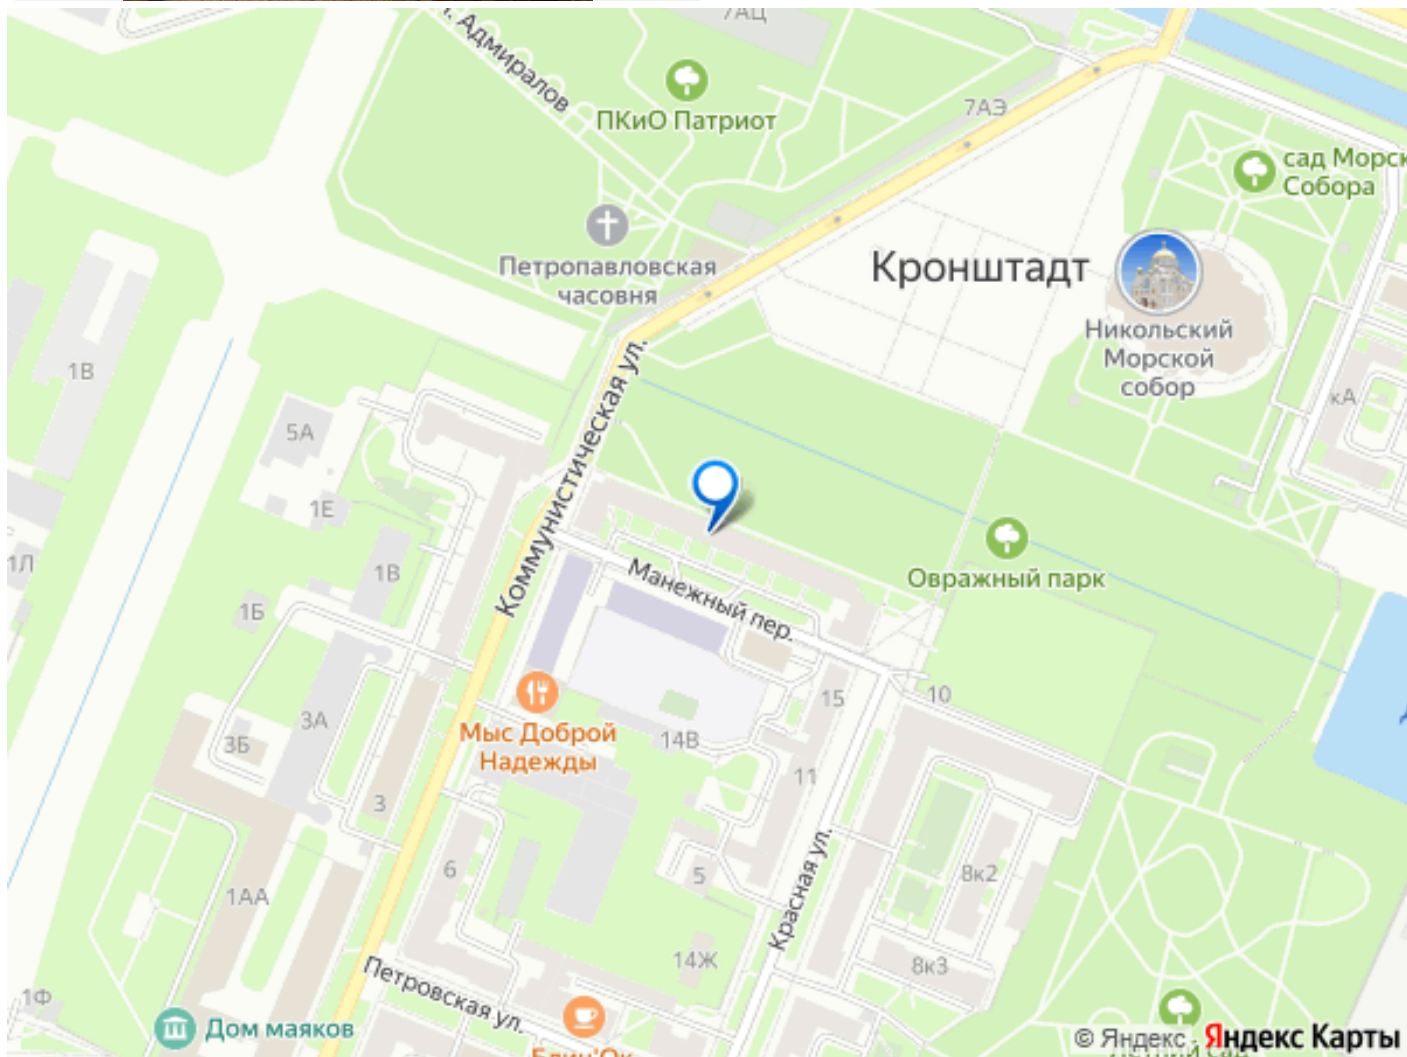 7АЦ
Адмиралов
ПКиО Патриот
7АЭ
сад Морск
Собора
Петропавловская
часовня
Кронштадт
Никольский
Морской
собор
1В
кА
5А
Коммунистическая ул.
1Е
1Л
1В
Овражный парк
Манежный пер.
1Б
15
10
3А
Мыс Доброй
Надежды
3Б
14В
11
3
6
5
8к2
1АА
Красная ул.
14Ж
8к3
Петровская ул.
1Ф
Дом маяков
Блин'Ок
© Яндекс
Яндекс Карты